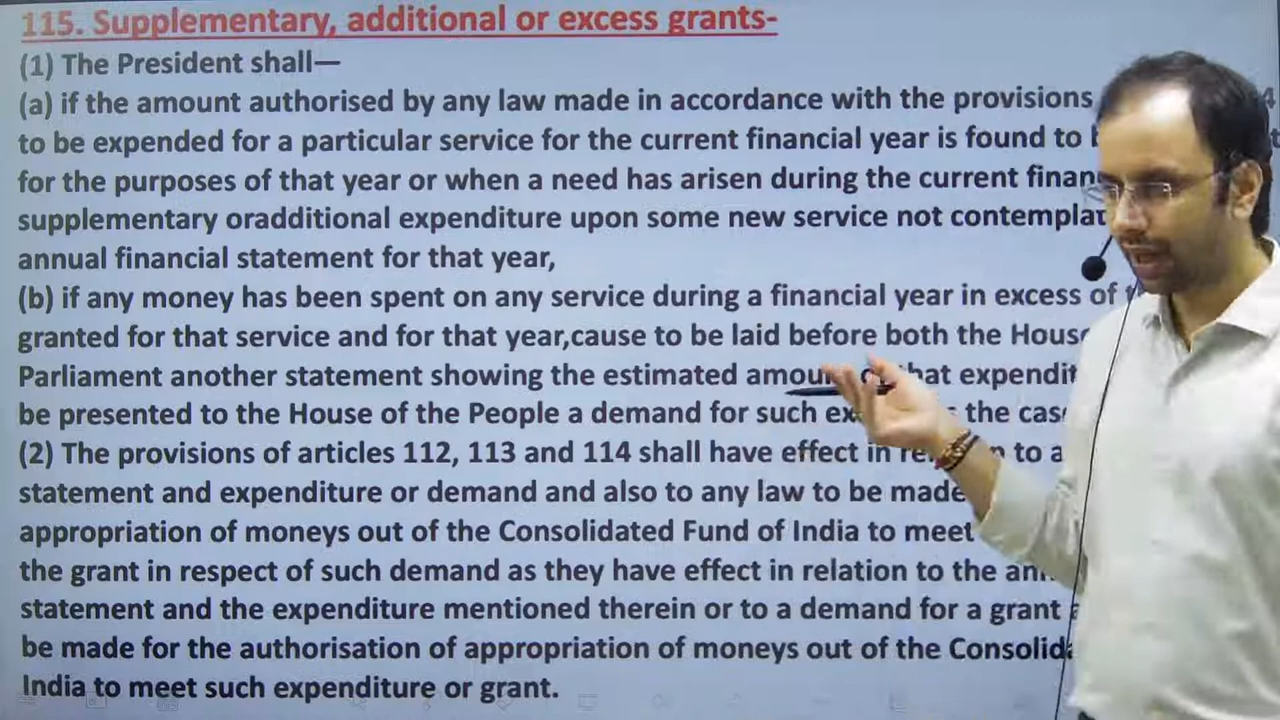 115. Supplementary, additional or excess grants-
(1) The President shall—
(a) if the amount authorised by any law made in accordance with the provisions
to be expended for a particular service for the current financial year is found to
for the purposes of that year or when a need has arisen during the current
supplementary oradditional expenditure upon some new service not
annual financial statement for that year,
(b) if any money has been spent on any service during a financial year in excess of
granted for that service and for that year,cause to be laid before both the
Parliament another statement showing the estimated that
be presented to the House of the People a demand for such the
(2) The provisions of articles 112, 113 and 114 shall have effect in to
statement and expenditure or demand and also to any law to be made
appropriation of moneys out of the Consolidated Fund of India to meet
the grant in respect of such demand as they have effect in relation to the
statement and the expenditure mentioned therein or to a demand for a grant
be made for the authorisation of appropriation of moneys out of the
India to meet such expenditure or grant.